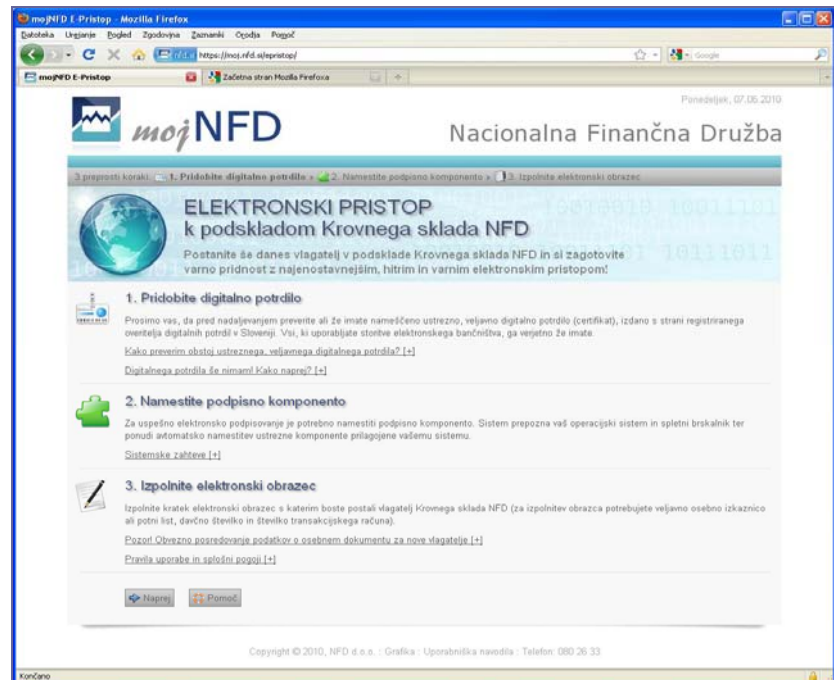 mojNFD E-Pristop - Mozilla Firefox
Datoteka Urejanje Pogled Zgodovina Zaznamki Orodja Pomoč
nfd.si https://moj.nfd.si/epristop/
Google
mojNFD E-Pristop Začetna stran Mozilla Firefoxa
Ponedeljek, 07.06.2010
mojNFD Nacionalna Finančna Družba
3 preprosti koraki: 1. Pridobite digitalno potrdilo » 2. Namestite podpisno komponento » 3. Izpolnite elektronski obrazec
ELEKTRONSKI PRISTOP
k podskladom Krovnega sklada NFD
Postanite še danes vlagatelj v podsklade Krovnega sklada NFD in si zagotovite
varno pridnost z najenostavnejšim, hitrim in varnim elektronskim pristopom!
1. Pridobite digitalno potrdilo
Prosimo vas, da pred nadaljevanjem preverite ali že imate nameščeno ustrezno, veljavno digitalno potrdilo (certifikat), izdano s strani registriranega
overitelja digitalnih potrdil v Sloveniji. Vsi, ki uporabljate storitve elektronskega bančništva, ga verjetno že imate.
Kako preverim obstoj ustreznega, veljavnega digitalnega potrdila? [+]
Digitalnega potrdila še nimam! Kako naprej? [+]
2. Namestite podpisno komponento
Za uspešno elektronsko podpisovanje je potrebno namestiti podpisno komponento. Sistem prepozna vaš operacijski sistem in spletni brskalnik ter
ponudi avtomatsko namestitev ustrezne komponente prilagojene vašemu sistemu.
Sistemske zahteve [+]
3. Izpolnite elektronski obrazec
Izpolnite kratek elektronski obrazec s katerim boste postali vlagatelj Krovnega sklada NFD (za izpolnitev obrazca potrebujete veljavno osebno izkaznico
ali potni list, davčno številko in številko transakcijskega računa).
Pozor! Obvezno posredovanje podatkov o osebnem dokumentu za nove vlagatelje [+]
Pravila uporabe in splošni pogoji [+]
Naprej Pomoč
Copyright © 2010, NFD d.o.o. : Grafika : Uporabniška navodila : Telefon: 080 26 33
Končano